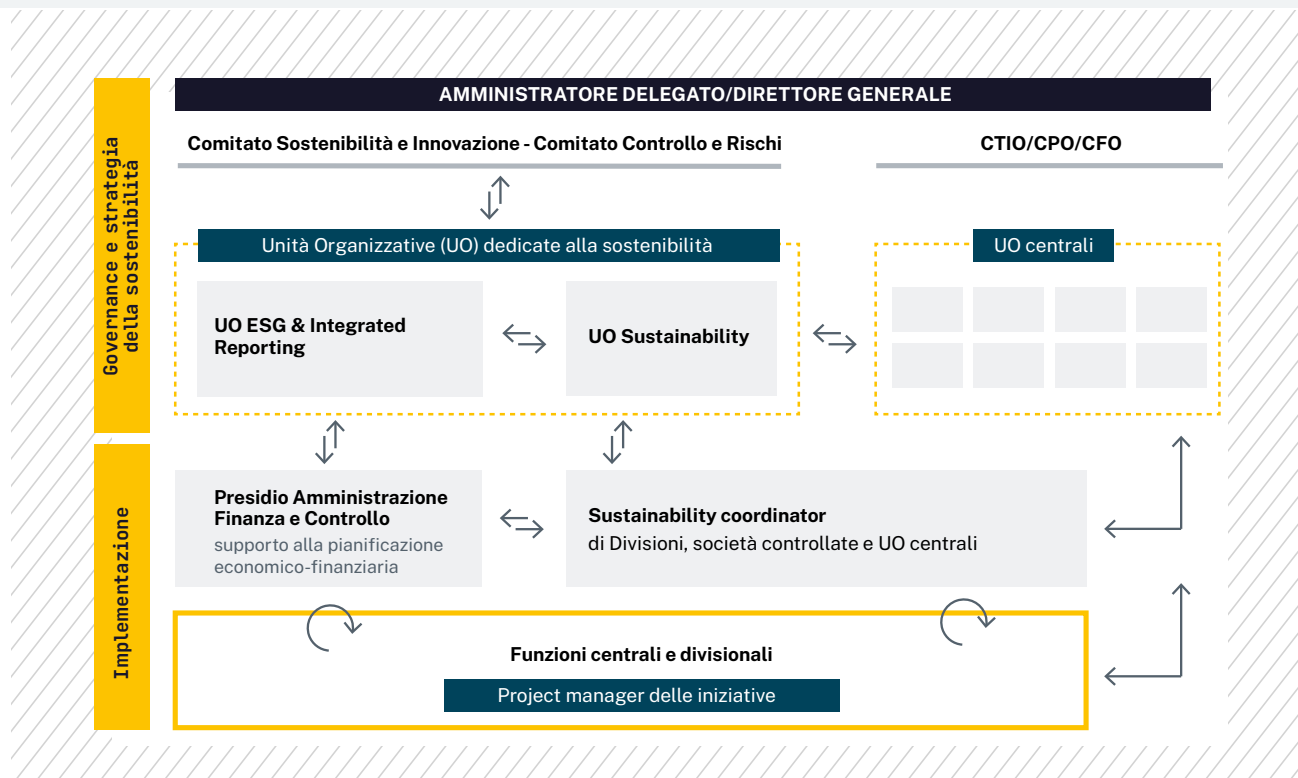 AMMINISTRATORE DELEGATO/DIRETTORE GENERALE
Governance e strategia
della sostenibilità
Comitato Sostenibilità e Innovazione - Comitato Controllo e Rischi
CTIO/CPO/CFO
Unità Organizzative (UO) dedicate alla sostenibilità
UO centrali
UO ESG & Integrated
Reporting
UO Sustainability
Implementazione
Presidio Amministrazione
Finanza e Controllo
supporto alla pianificazione
economico-finanziaria
Sustainability coordinator
di Divisioni, società controllate e UO centrali
Funzioni centrali e divisionali
Project manager delle iniziative